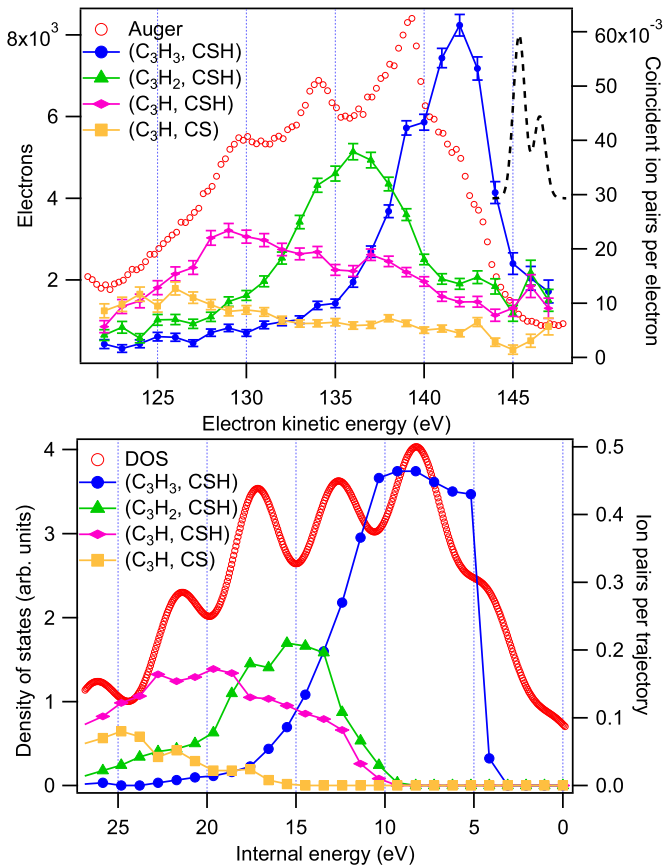 8x10³
6
4
2
Electrons
Auger
(C₃H₃, CSH)
(C₃H₂, CSH)
(C₃H, CSH)
(C₃H, CS)
60x10⁻³
50
40
30
20
10
0
Coincident ion pairs per electron
125 130 135 140 145
Electron kinetic energy (eV)
4
3
2
1
0
Density of states (arb. units)
DOS
(C₃H₃, CSH)
(C₃H₂, CSH)
(C₃H, CSH)
(C₃H, CS)
0.5
0.4
0.3
0.2
0.1
0.0
Ion pairs per trajectory
25 20 15 10 5 0
Internal energy (eV)